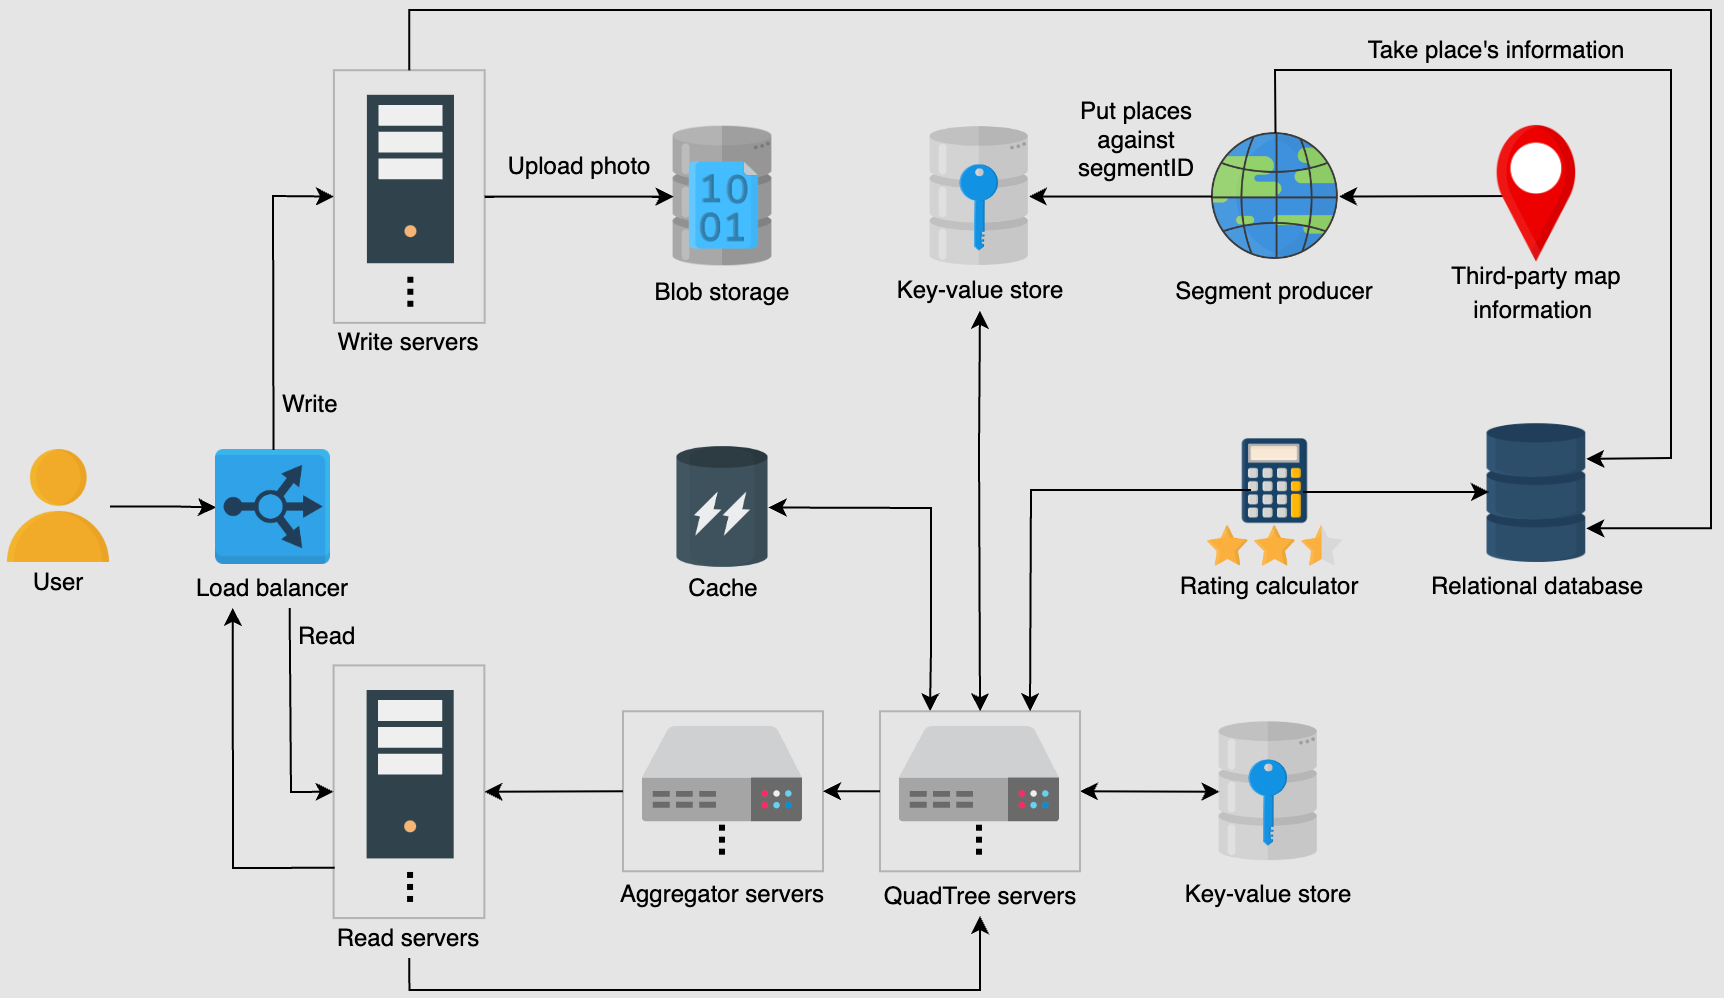 Take place's information
Put places
against
segmentID
Upload photo
10
01
Blob storage
Key-value store
Segment producer
Third-party map
information
Write servers
Write
User
Load balancer
Cache
Rating calculator
Relational database
Read
Aggregator servers
QuadTree servers
Key-value store
Read servers